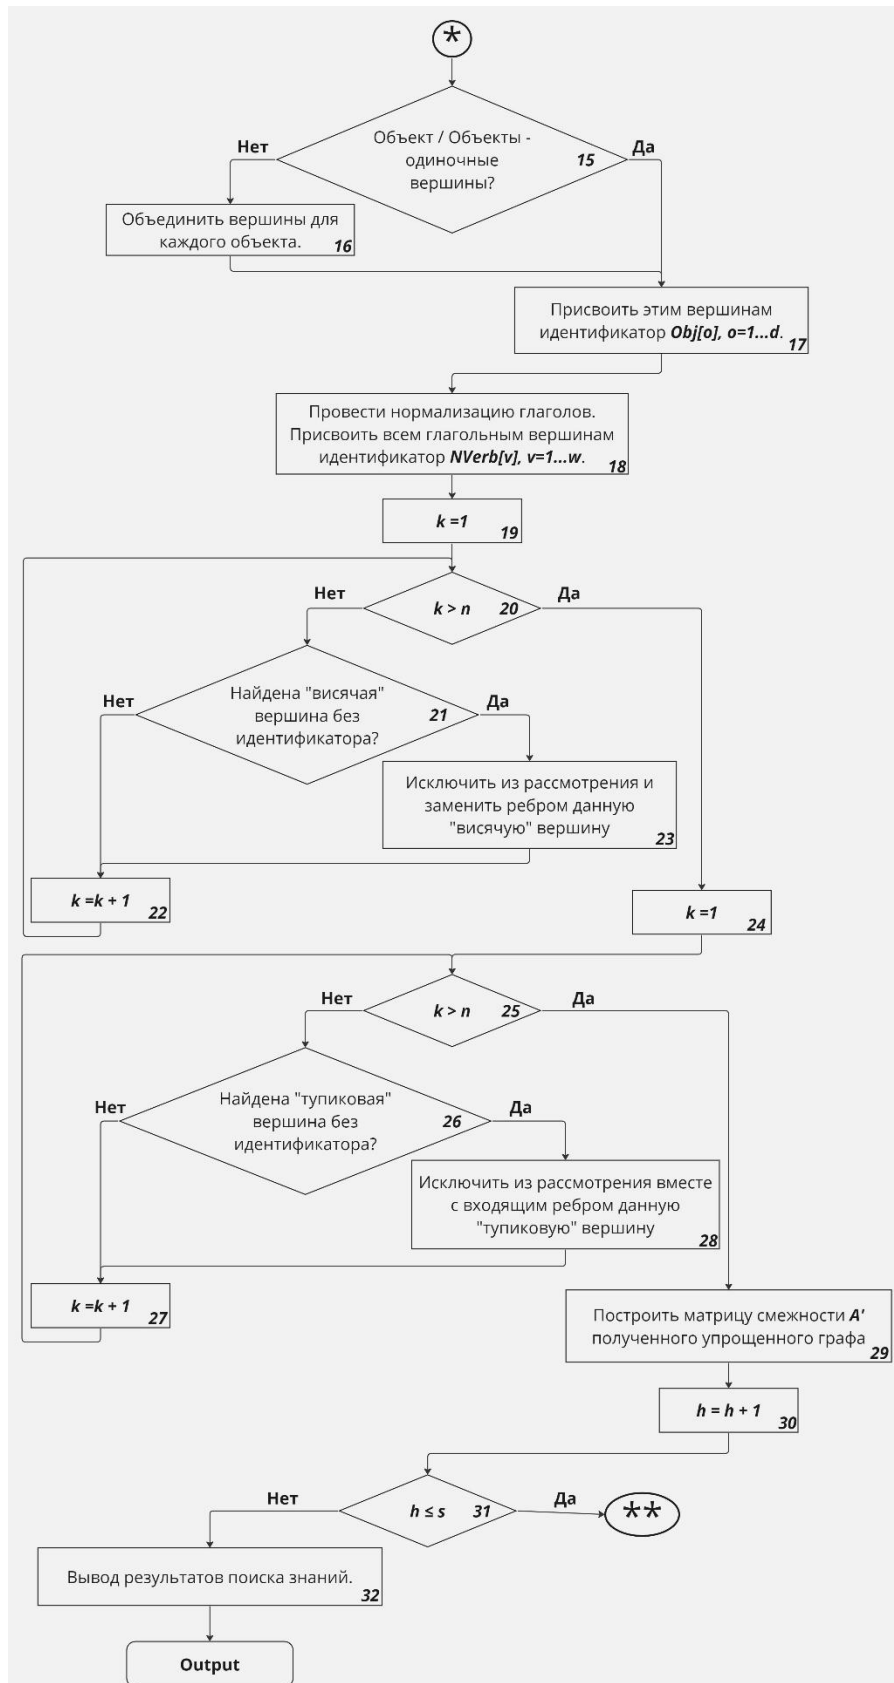 *
Объект / Объекты -
одиночные
вершины?
15
Нет
Да
Объединить вершины для
каждого объекта.
16
Присвоить этим вершинам
идентификатор Obj[o], o=1...d.
17
Провести нормализацию глаголов.
Присвоить всем глагольным вершинам
идентификатор NVerb[v], v=1...w.
18
k =1
19
k > n
20
Нет
Да
Найдена "висячая"
вершина без
идентификатора?
21
Нет
Да
Исключить из рассмотрения и
заменить ребром данную
"висячую" вершину
23
k =k + 1
22
k =1
24
k > n
25
Нет
Да
Найдена "тупиковая"
вершина без
идентификатора?
26
Нет
Да
Исключить из рассмотрения вместе
с входящим ребром данную
"тупиковую" вершину
28
k =k + 1
27
Построить матрицу смежности A'
полученного упрощенного графа
29
h = h + 1
30
h ≤ s
31
Нет
Да
**
Вывод результатов поиска знаний.
32
Output